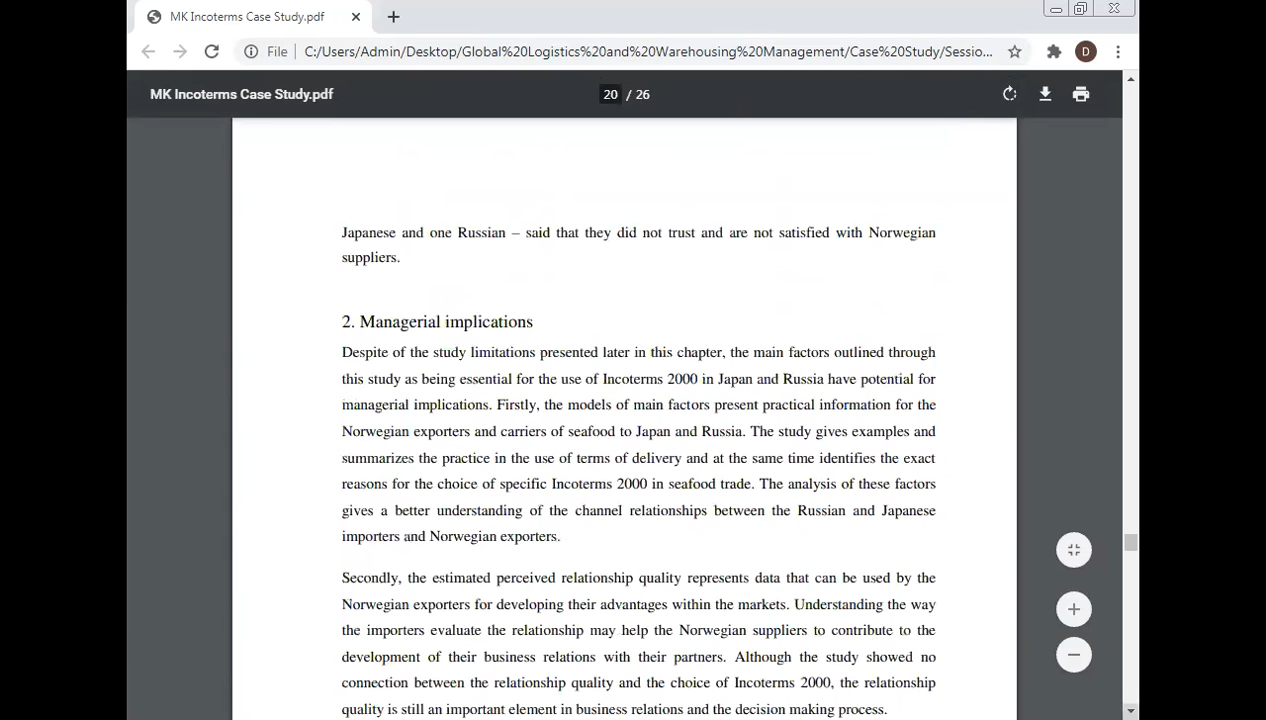 MK Incoterms Case Study.pdf
File C:/Users/Admin/Desktop/Global%20Logistics%20and%20Warehousing%20Management/Case%20Study/Sessio...
D
MK Incoterms Case Study.pdf
20 / 26
Japanese and one Russian – said that they did not trust and are not satisfied with Norwegian
suppliers.
2. Managerial implications
Despite of the study limitations presented later in this chapter, the main factors outlined through
this study as being essential for the use of Incoterms 2000 in Japan and Russia have potential for
managerial implications. Firstly, the models of main factors present practical information for the
Norwegian exporters and carriers of seafood to Japan and Russia. The study gives examples and
summarizes the practice in the use of terms of delivery and at the same time identifies the exact
reasons for the choice of specific Incoterms 2000 in seafood trade. The analysis of these factors
gives a better understanding of the channel relationships between the Russian and Japanese
importers and Norwegian exporters.
Secondly, the estimated perceived relationship quality represents data that can be used by the
Norwegian exporters for developing their advantages within the markets. Understanding the way
the importers evaluate the relationship may help the Norwegian suppliers to contribute to the
development of their business relations with their partners. Although the study showed no
connection between the relationship quality and the choice of Incoterms 2000, the relationship
quality is still an important element in business relations and the decision making process.